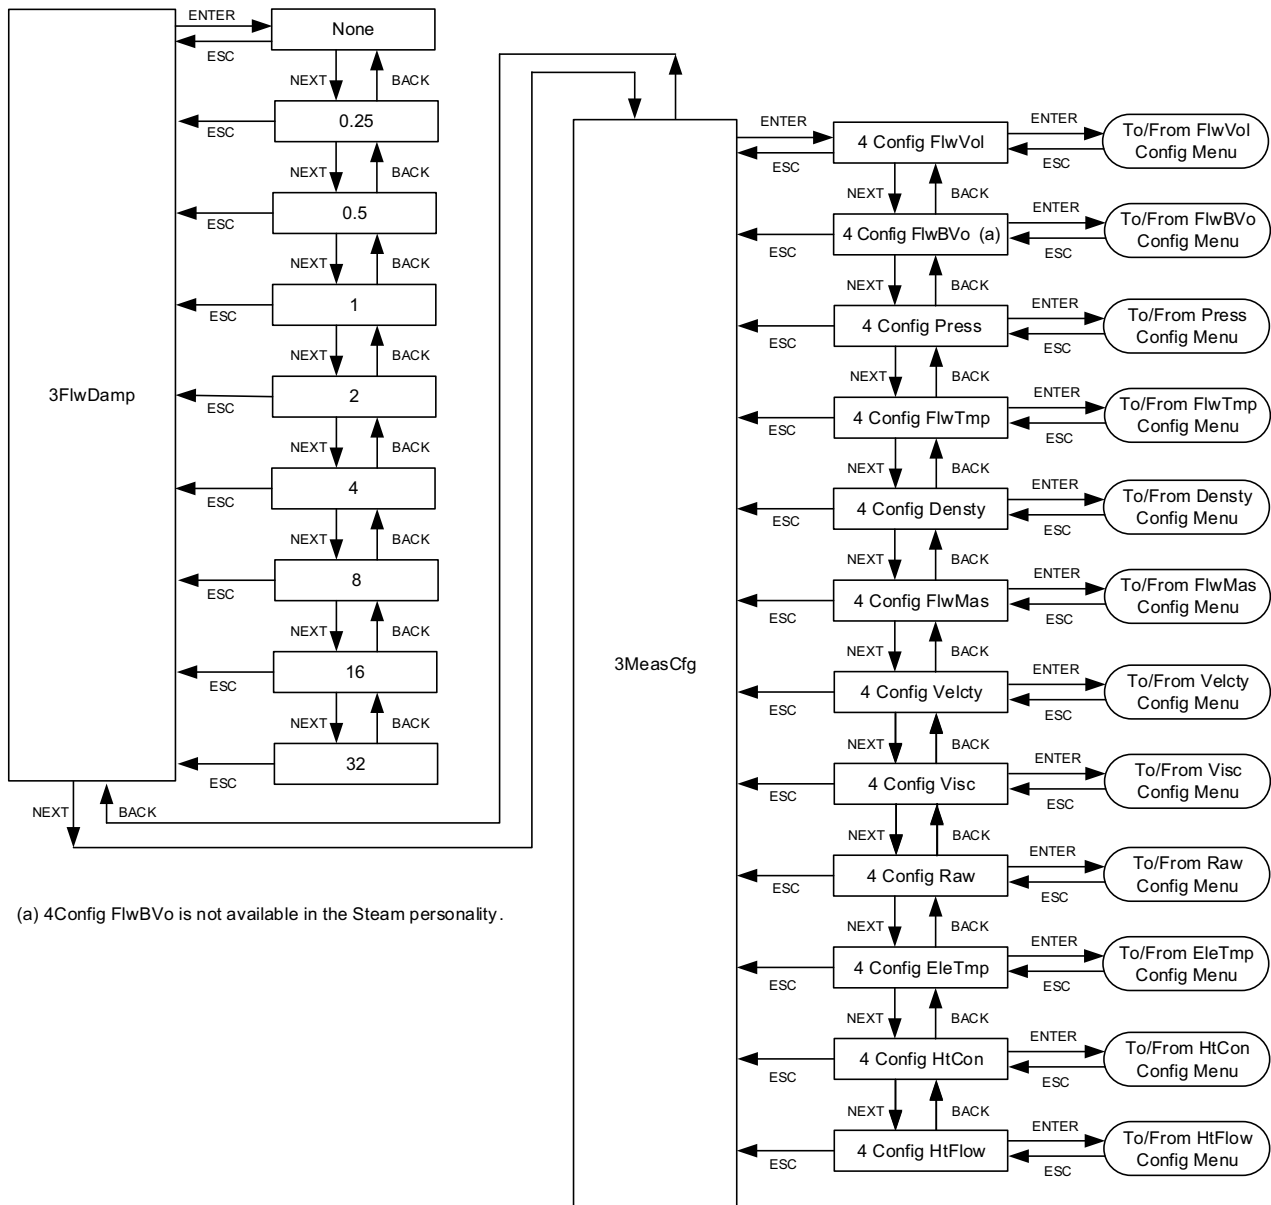 ENTER
None
ESC
NEXT
BACK
0.25
ESC
NEXT
BACK
0.5
ESC
NEXT
BACK
1
ESC
NEXT
BACK
3FlwDamp
2
ESC
NEXT
BACK
4
ESC
NEXT
BACK
8
ESC
NEXT
BACK
16
ESC
NEXT
BACK
32
ESC
NEXT
BACK
(a) 4Config FlwBVo is not available in the Steam personality.
3MeasCfg
ENTER
4 Config FlwVol
ESC
ENTER
ESC
To/From FlwVol
Config Menu
NEXT
BACK
4 Config FlwBVo (a)
ESC
ENTER
ESC
To/From FlwBVo
Config Menu
NEXT
BACK
4 Config Press
ESC
ENTER
ESC
To/From Press
Config Menu
NEXT
BACK
4 Config FlwTmp
ESC
ENTER
ESC
To/From FlwTmp
Config Menu
NEXT
BACK
4 Config Densty
ESC
ENTER
ESC
To/From Densty
Config Menu
NEXT
BACK
4 Config FlwMas
ESC
ENTER
ESC
To/From FlwMas
Config Menu
NEXT
BACK
4 Config Velcty
ESC
ENTER
ESC
To/From Velcty
Config Menu
NEXT
BACK
4 Config Visc
ESC
ENTER
ESC
To/From Visc
Config Menu
NEXT
BACK
4 Config Raw
ESC
ENTER
ESC
To/From Raw
Config Menu
NEXT
BACK
4 Config EleTmp
ESC
ENTER
ESC
To/From EleTmp
Config Menu
NEXT
BACK
4 Config HtCon
ESC
ENTER
ESC
To/From HtCon
Config Menu
NEXT
BACK
4 Config HtFlow
ESC
ENTER
ESC
To/From HtFlow
Config Menu